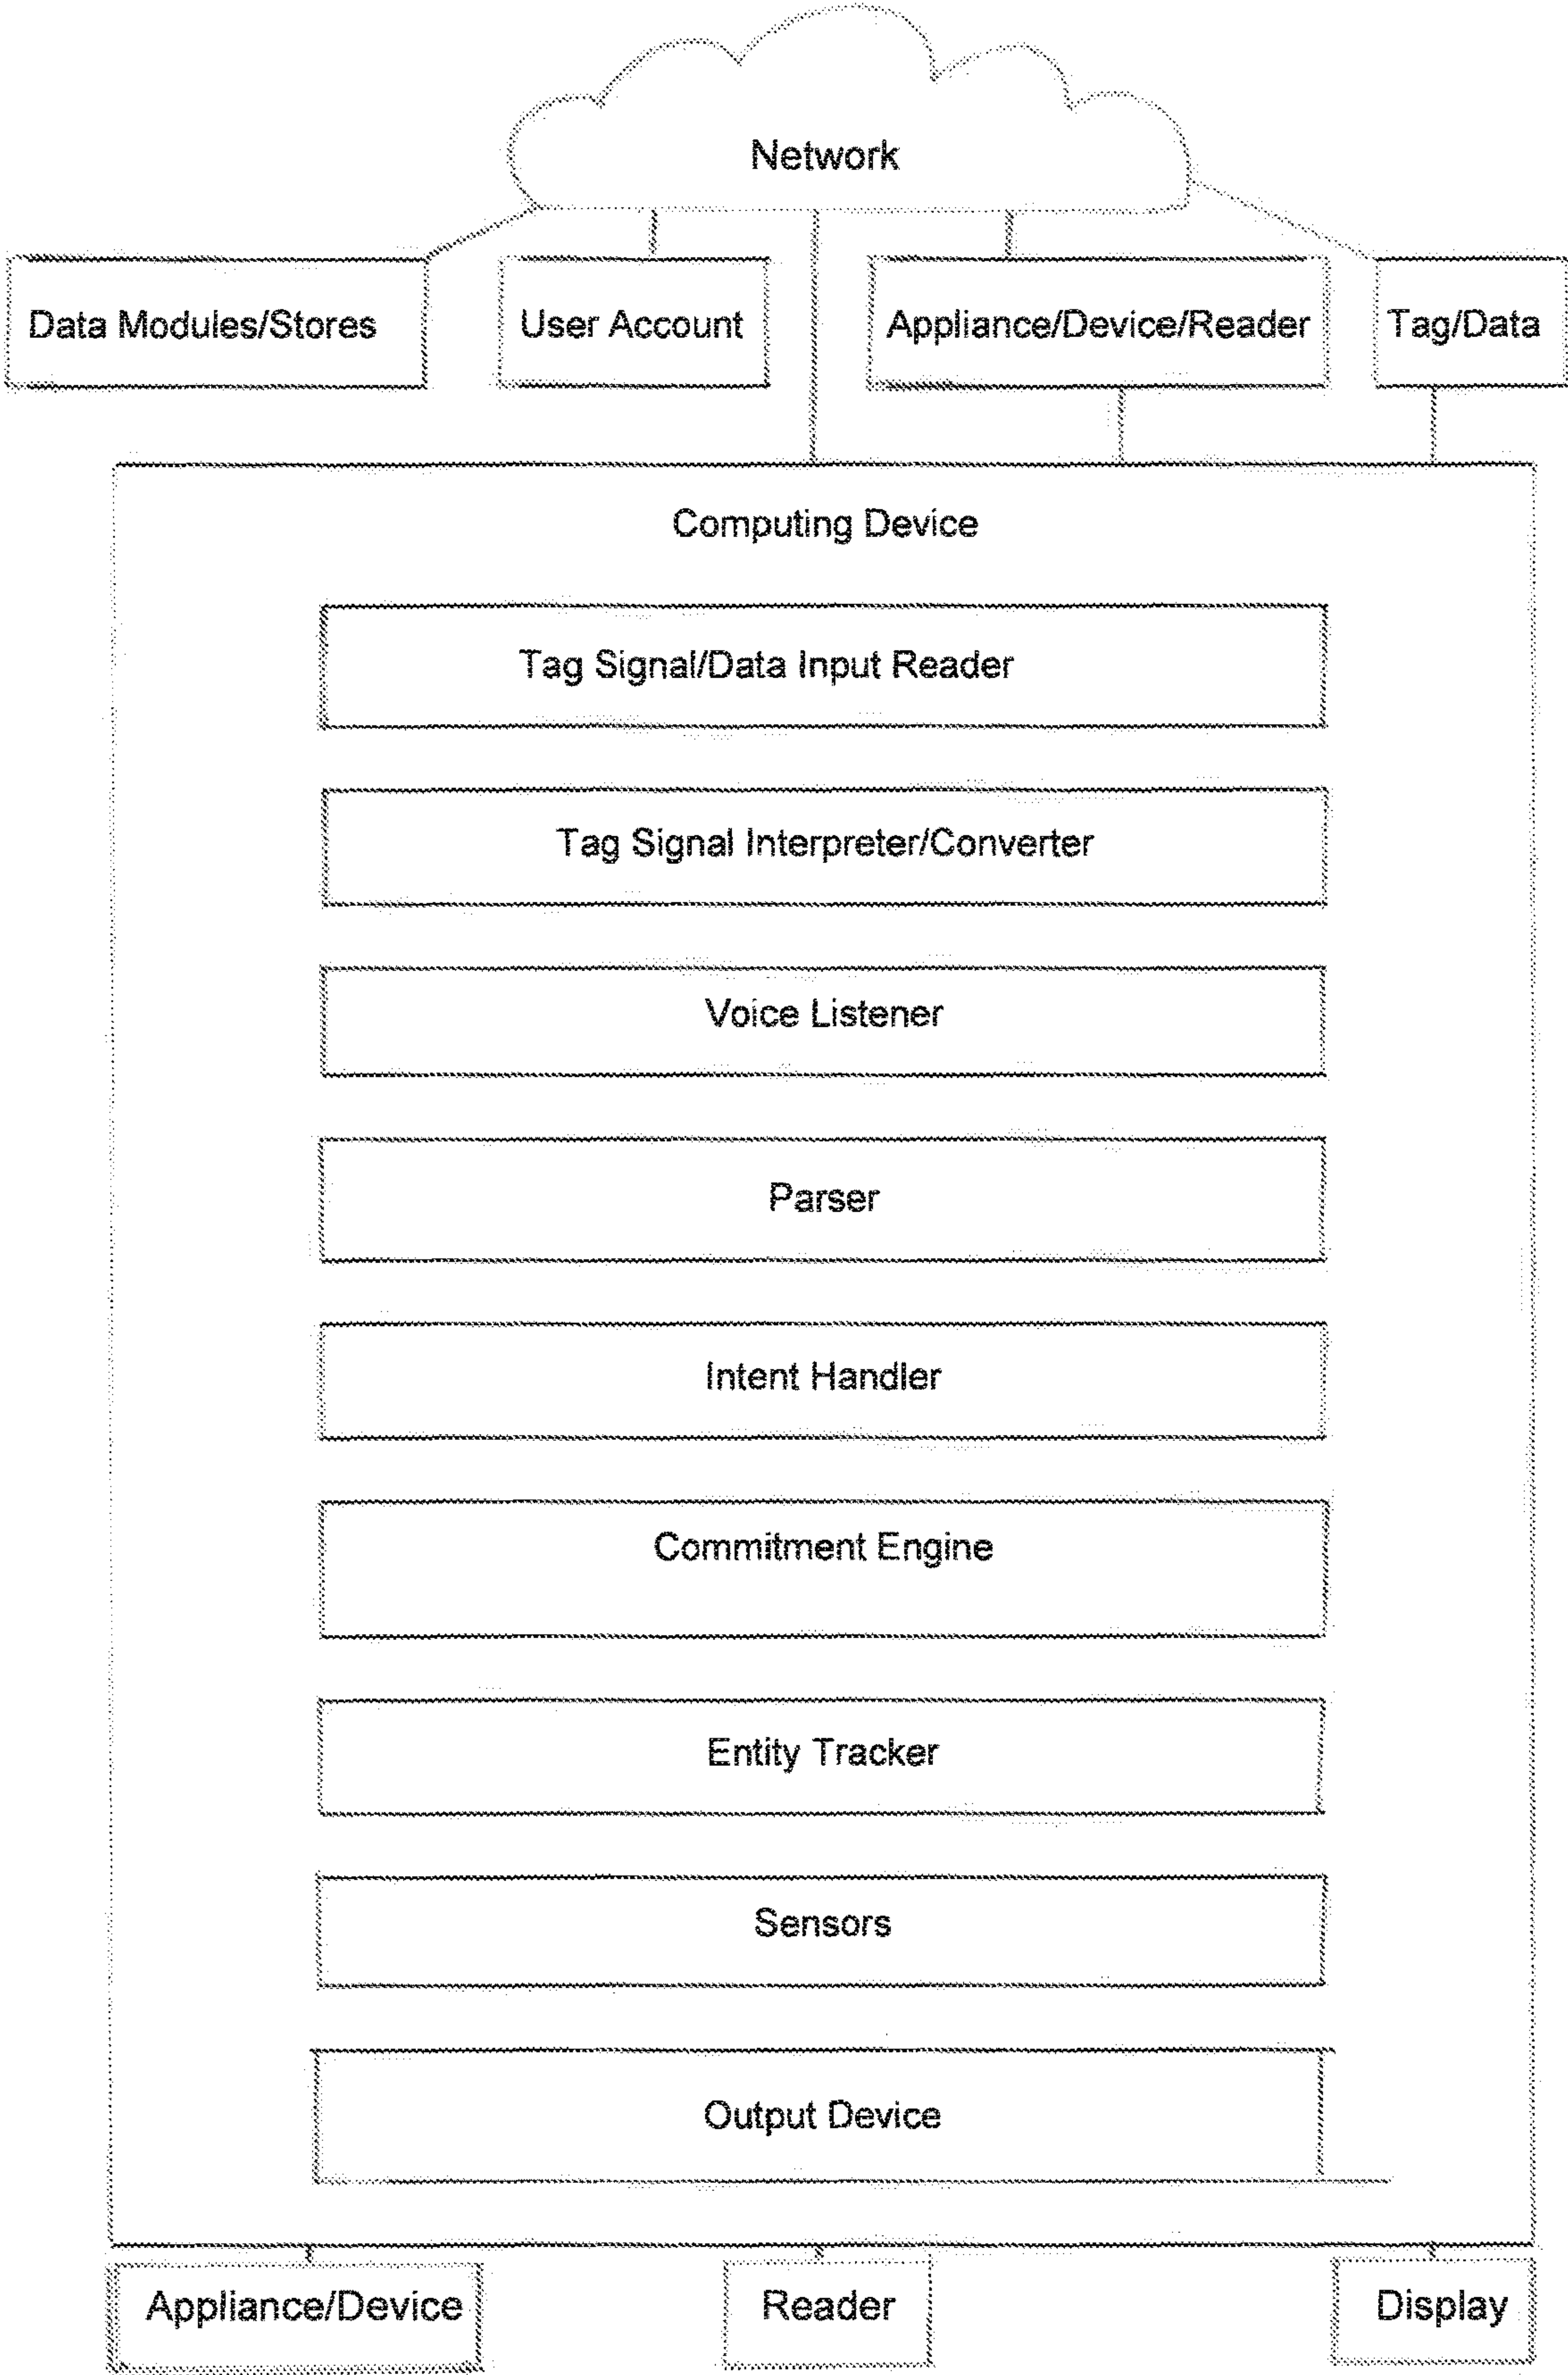 Network
Data Modules/Stores
User Account
Appliance/Device/Reader
Tag/Data
Computing Device
Tag Signal/Data Input Reader
Tag Signal Interpreter/Converter
Voice Listener
Parser
Intent Handler
Commitment Engine
Entity Tracker
Sensors
Output Device
Appliance/Device
Reader
Display